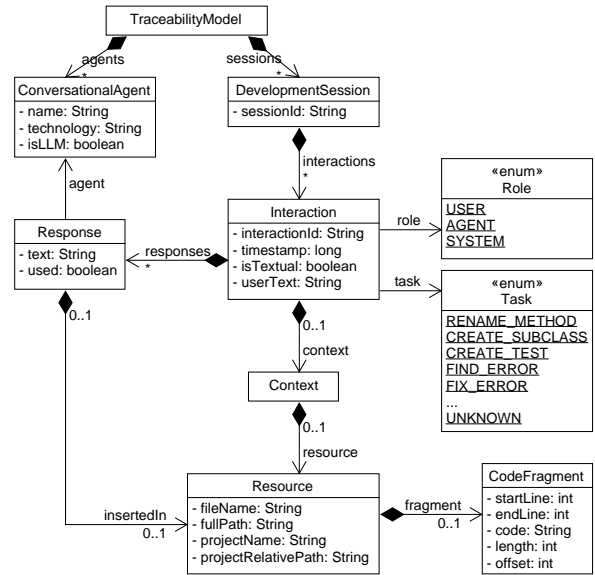 TraceabilityModel
agents
*
sessions
*
ConversationalAgent
- name: String
- technology: String
- isLLM: boolean
DevelopmentSession
- sessionId: String
interactions
*
agent
Response
- text: String
- used: boolean
responses
*
Interaction
- interactionId: String
- timestamp: long
- isTextual: boolean
- userText: String
role
«enum»
Role
USER
AGENT
SYSTEM
task
«enum»
Task
RENAME_METHOD
CREATE_SUBCLASS
CREATE_TEST
FIND_ERROR
FIX_ERROR
...
UNKNOWN
0..1
0..1
context
Context
0..1
resource
insertedIn
0..1
Resource
- fileName: String
- fullPath: String
- projectName: String
- projectRelativePath: String
fragment
0..1
CodeFragment
- startLine: int
- endLine: int
- code: String
- length: int
- offset: int